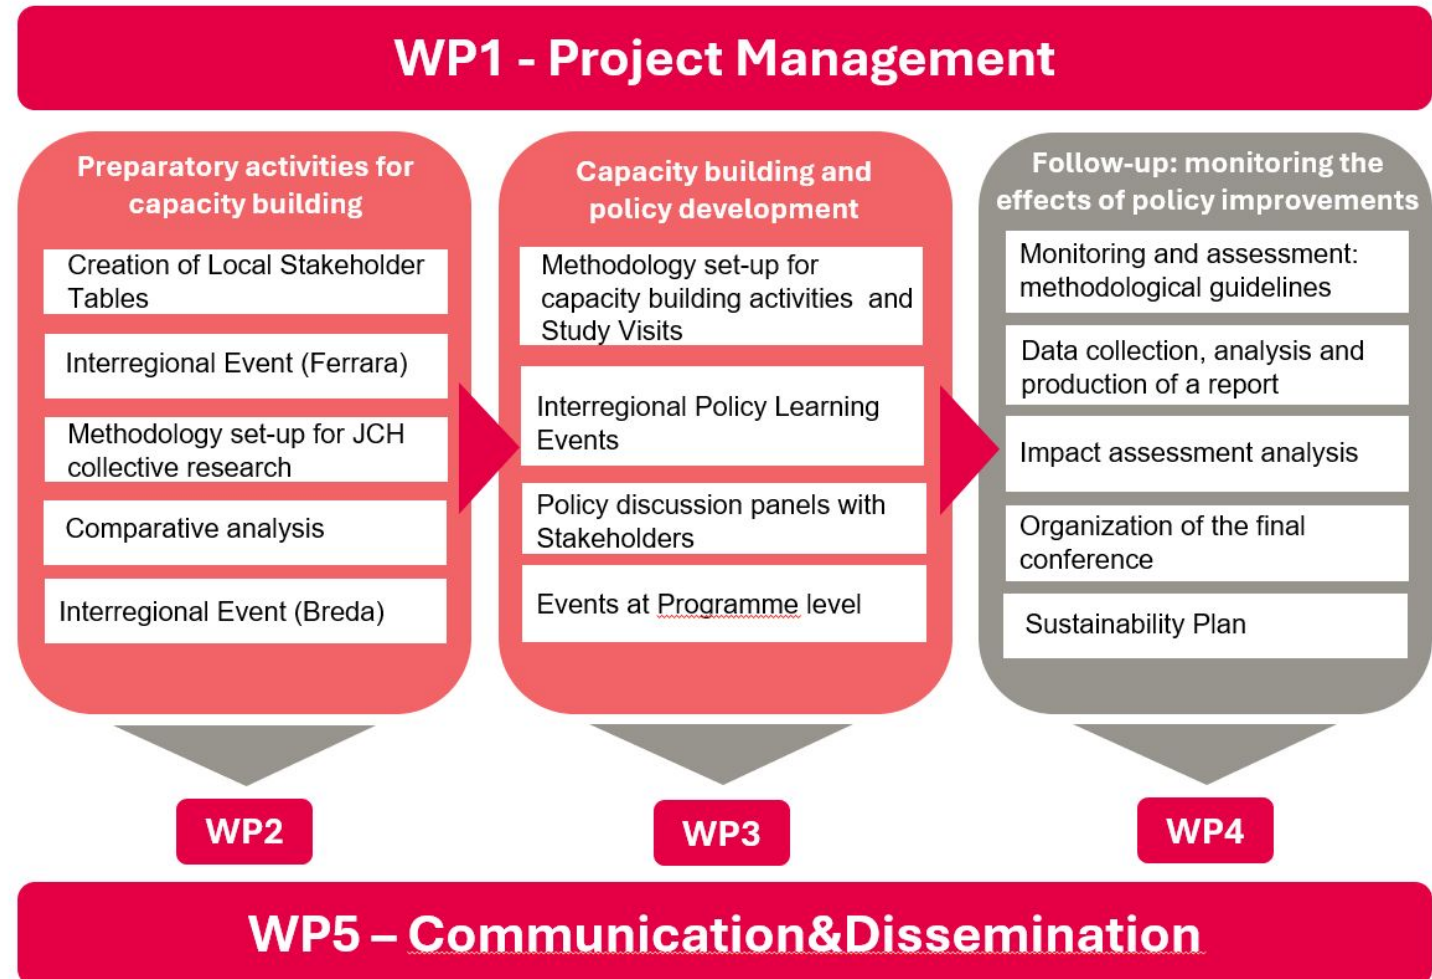 WP1 - Project Management
Preparatory activities for
capacity building
Creation of Local Stakeholder
Tables
Interregional Event (Ferrara)
Methodology set-up for JCH
collective research
Comparative analysis
Interregional Event (Breda)
WP2
Capacity building and
policy development
Methodology set-up for
capacity building activities and
Study Visits
Interregional Policy Learning
Events
Policy discussion panels with
Stakeholders
Events at Programme level
WP3
Follow-up: monitoring the
effects of policy improvements
Monitoring and assessment:
methodological guidelines
Data collection, analysis and
production of a report
Impact assessment analysis
Organization of the final
conference
Sustainability Plan
WP4
WP5 – Communication&Dissemination